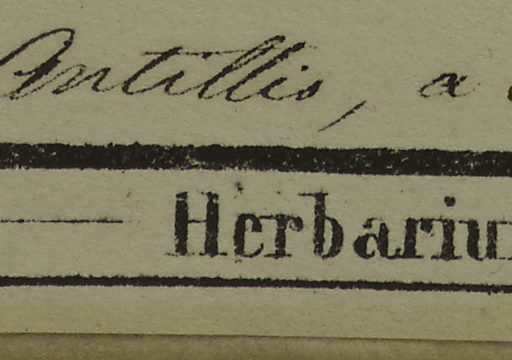 Antillis, a
Herbariu